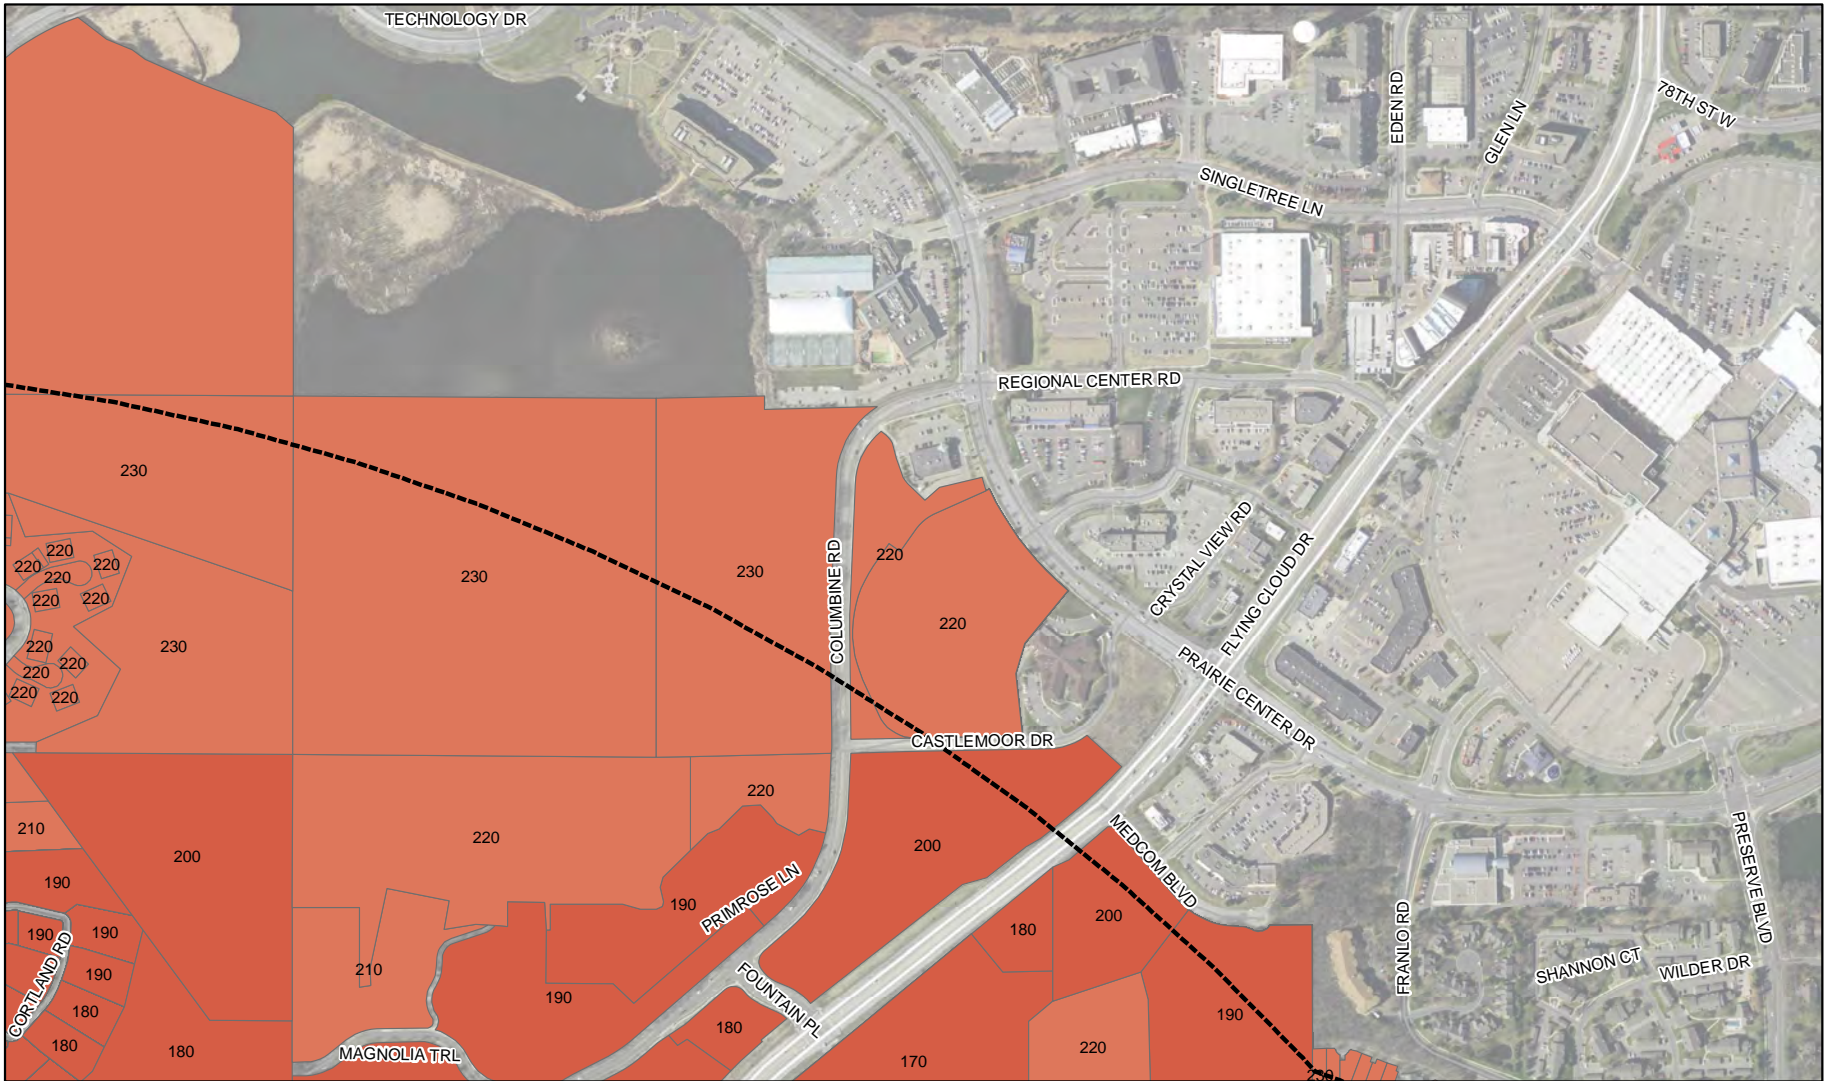 TECHNOLOGY DR
EDEN RD
GLEN LN
78TH ST W
SINGLETREE LN
REGIONAL CENTER RD
230
CRYSTAL VIEW RD
FLYING CLOUD DR
COLUMBINE RD
220
220
220
220
220
220
220
230
230
230
220
220
220
220
220
220
220
PRAIRIE CENTER DR
CASTLEMOOR DR
220
210
220
200
200
MEDCOM BLVD
PRESERVE BLVD
190
190
PRIMROSE LN
190
190
180
200
FRANLO RD
CORTLAND RD
190
210
190
FOUNTAIN PL
SHANNON CT
WILDER DR
180
180
180
190
180
MAGNOLIA TRL
170
220
230